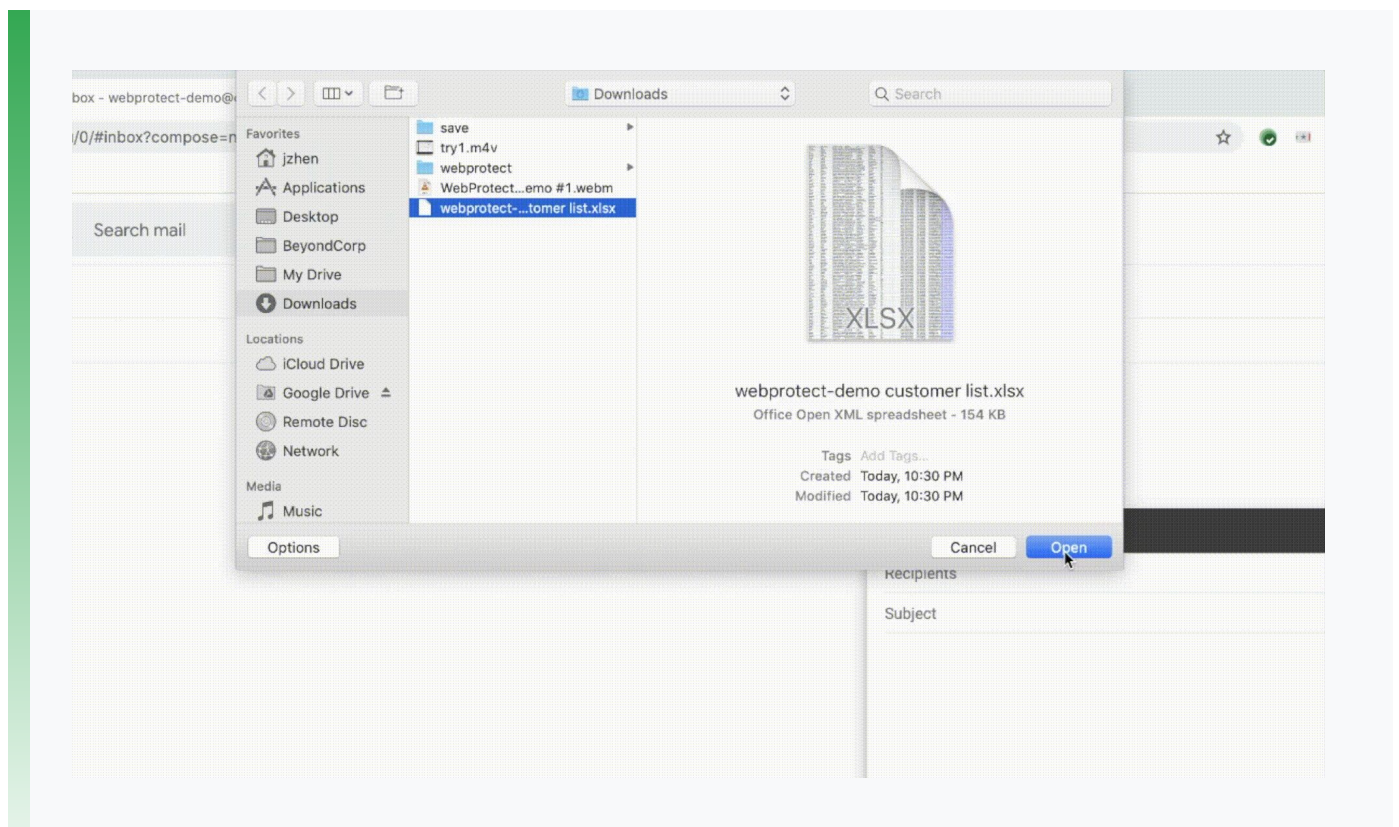 box - webprotect-demo@
Downloads
Search
/0/#inbox?compose=n
Search mail
Favorites
jzhen
Applications
Desktop
BeyondCorp
My Drive
Downloads
Locations
iCloud Drive
Google Drive
Remote Disc
Network
Media
Music
save
try1.m4v
webprotect
WebProtect...emo #1.webm
webprotect-...tomer list.xlsx
XLSX
webprotect-demo customer list.xlsx
Office Open XML spreadsheet - 154 KB
Tags Add Tags...
Created Today, 10:30 PM
Modified Today, 10:30 PM
Options
Cancel
Open
Recipients
Subject